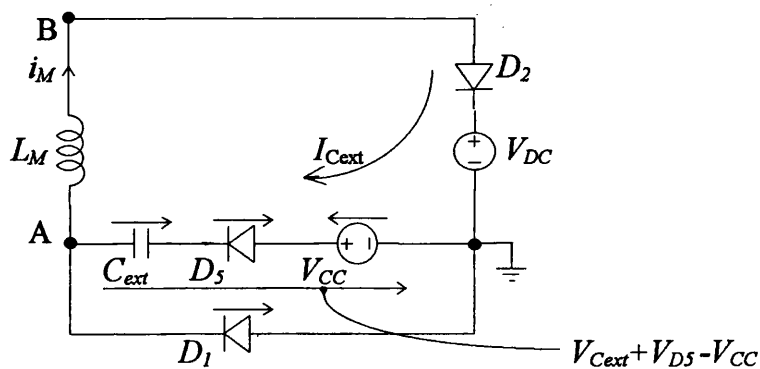 B
i_M
D_2
L_M
I_Cext
+
−
V_DC
A
+ −
C_ext
D_5
V_CC
D_1
V_Cext+V_D5-V_CC